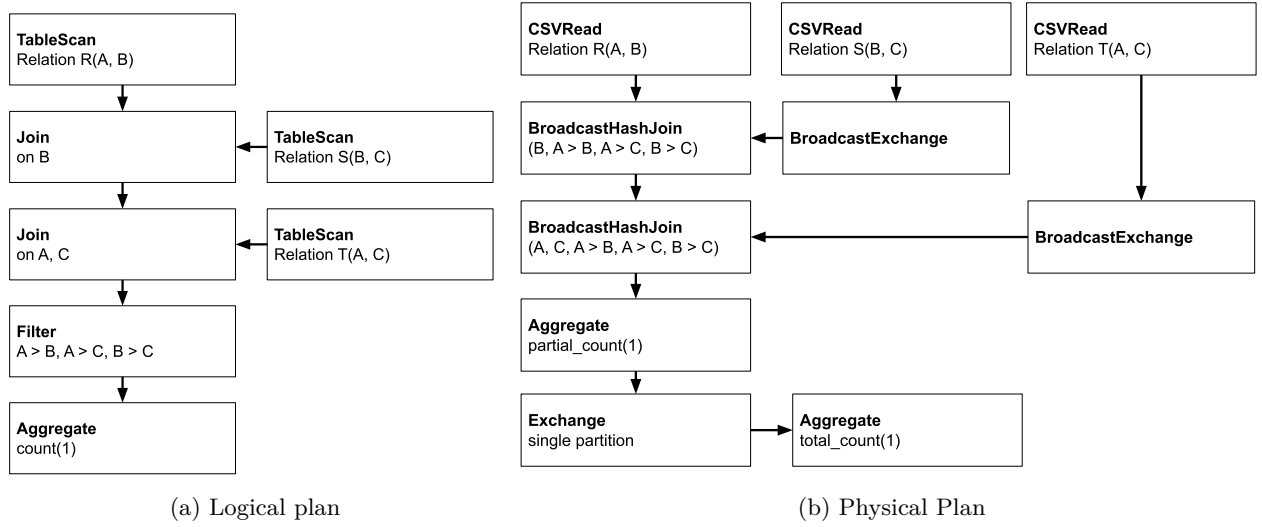 TableScan
Relation R(A, B)
Join
on B
TableScan
Relation S(B, C)
Join
on A, C
TableScan
Relation T(A, C)
Filter
A > B, A > C, B > C
Aggregate
count(1)
(a) Logical plan
CSVRead
Relation R(A, B)
CSVRead
Relation S(B, C)
CSVRead
Relation T(A, C)
BroadcastHashJoin
(B, A > B, A > C, B > C)
BroadcastExchange
BroadcastHashJoin
(A, C, A > B, A > C, B > C)
BroadcastExchange
Aggregate
partial_count(1)
Exchange
single partition
Aggregate
total_count(1)
(b) Physical Plan